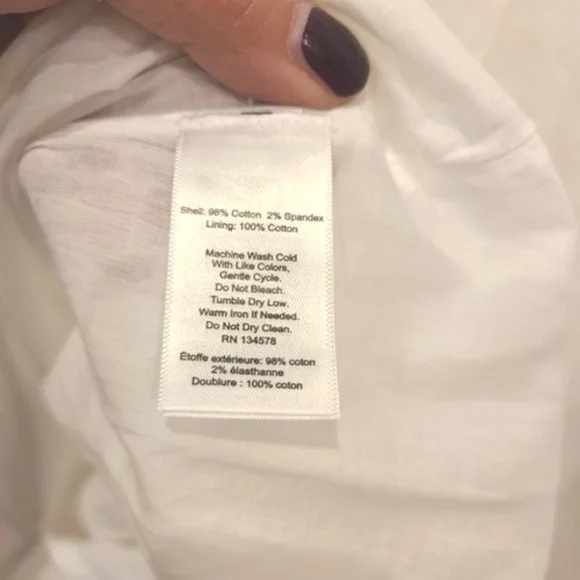 Shell: 98% Cotton 2% Spandex
Lining: 100% Cotton
Machine Wash Cold
With Like Colors,
Gentle Cycle.
Do Not Bleach.
Tumble Dry Low.
Warm Iron If Needed.
Do Not Dry Clean.
RN 134578
Étoffe extérieure: 98% coton
2% élasthanne
Doublure : 100% coton